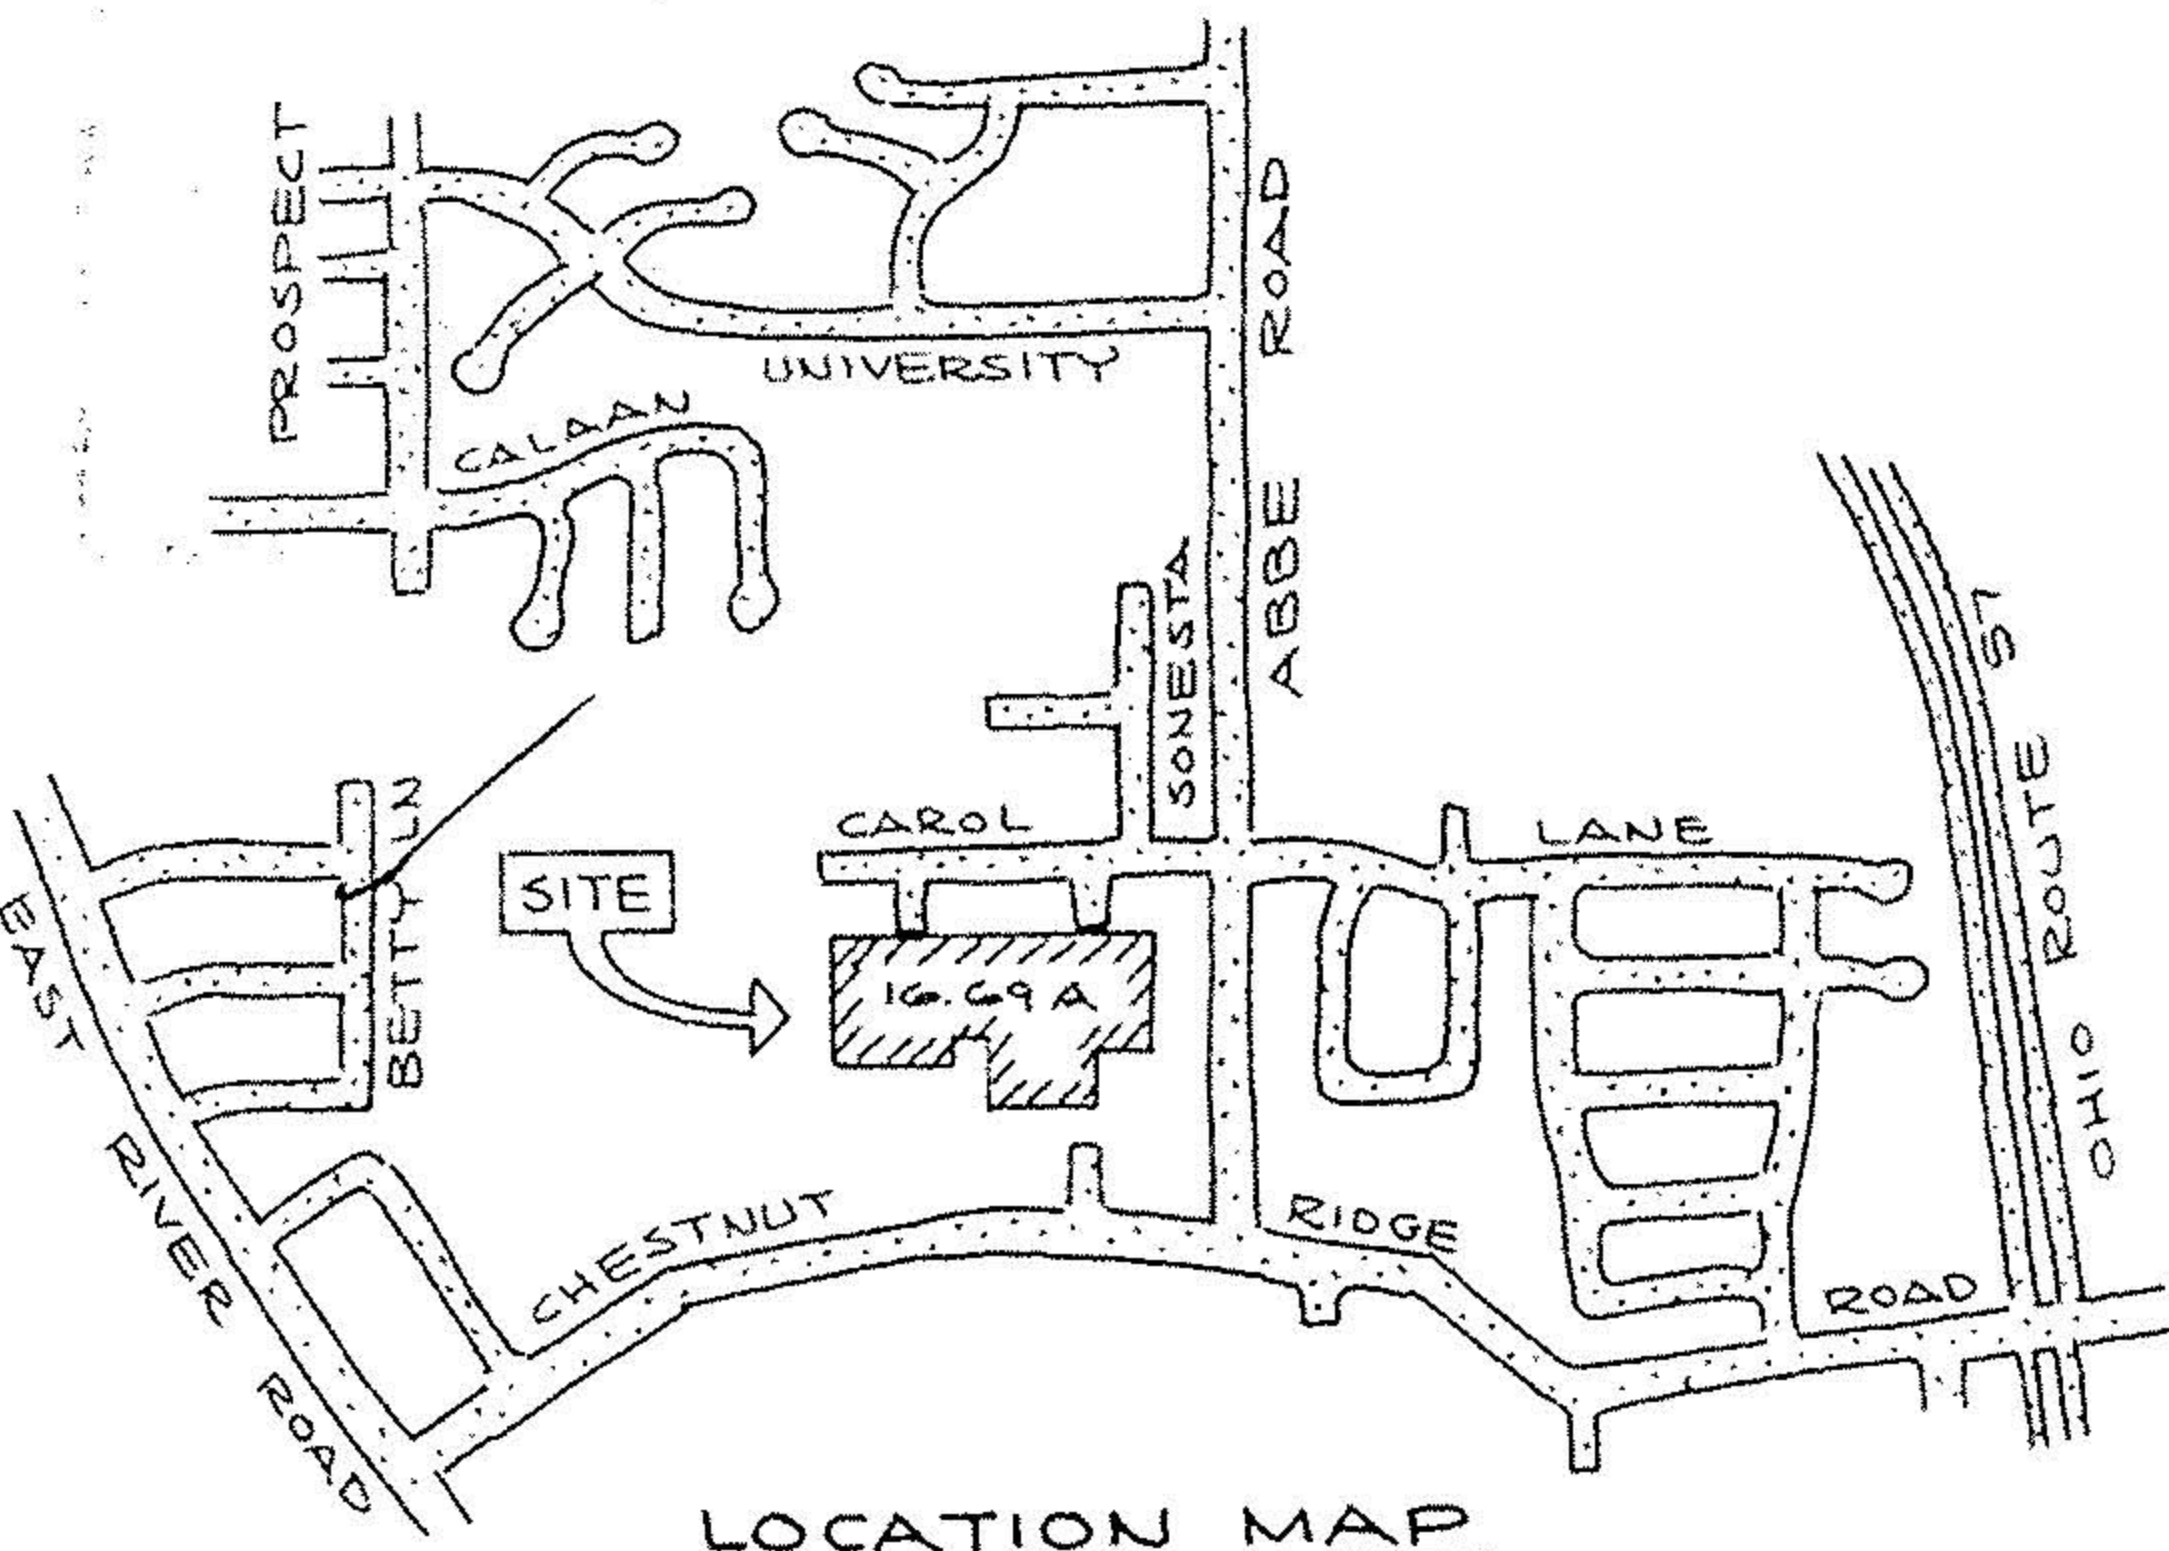 PROSPECT
UNIVERSITY
CALAAN
ABBE ROAD
SONESTA
CAROL LANE
BETTY LN
SITE
16.69 A
EAST RIVER ROAD
CHESTNUT RIDGE ROAD
OHIO ROUTE 57
LOCATION MAP